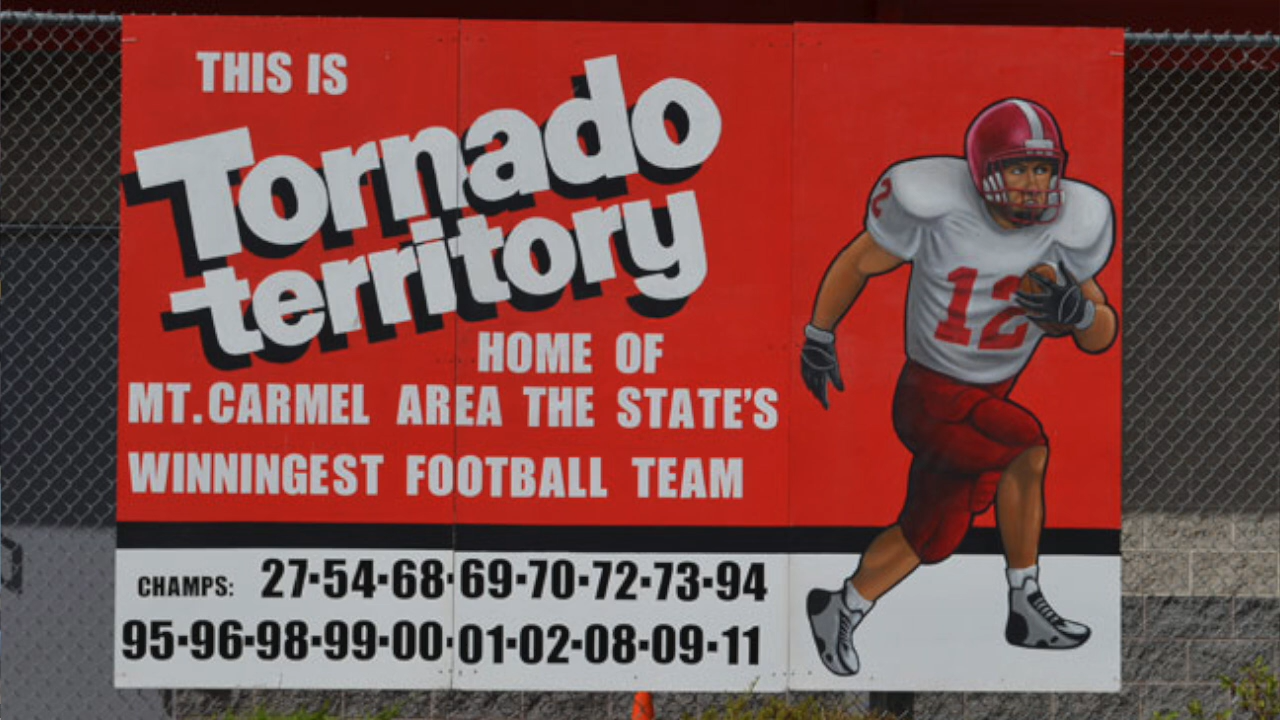 THIS IS
Tornado
territory
HOME OF
MT. CARMEL AREA THE STATE'S
WINNINGEST FOOTBALL TEAM
CHAMPS: 27·54·68·69·70·72·73·94
95·96·98·99·00·01·02·08·09·11
2
12